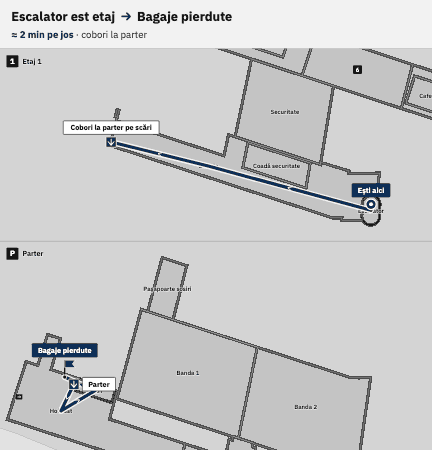 Escalator est etaj → Bagaje pierdute
≈ 2 min pe jos · cobori la parter
1 Etaj 1
6
Cafe
Securitate
Cobori la parter pe scări
Coadă securitate
Ești aici
P Parter
Pașapoarte sosiri
Bagaje pierdute
Banda 1
Parter
Banda 2